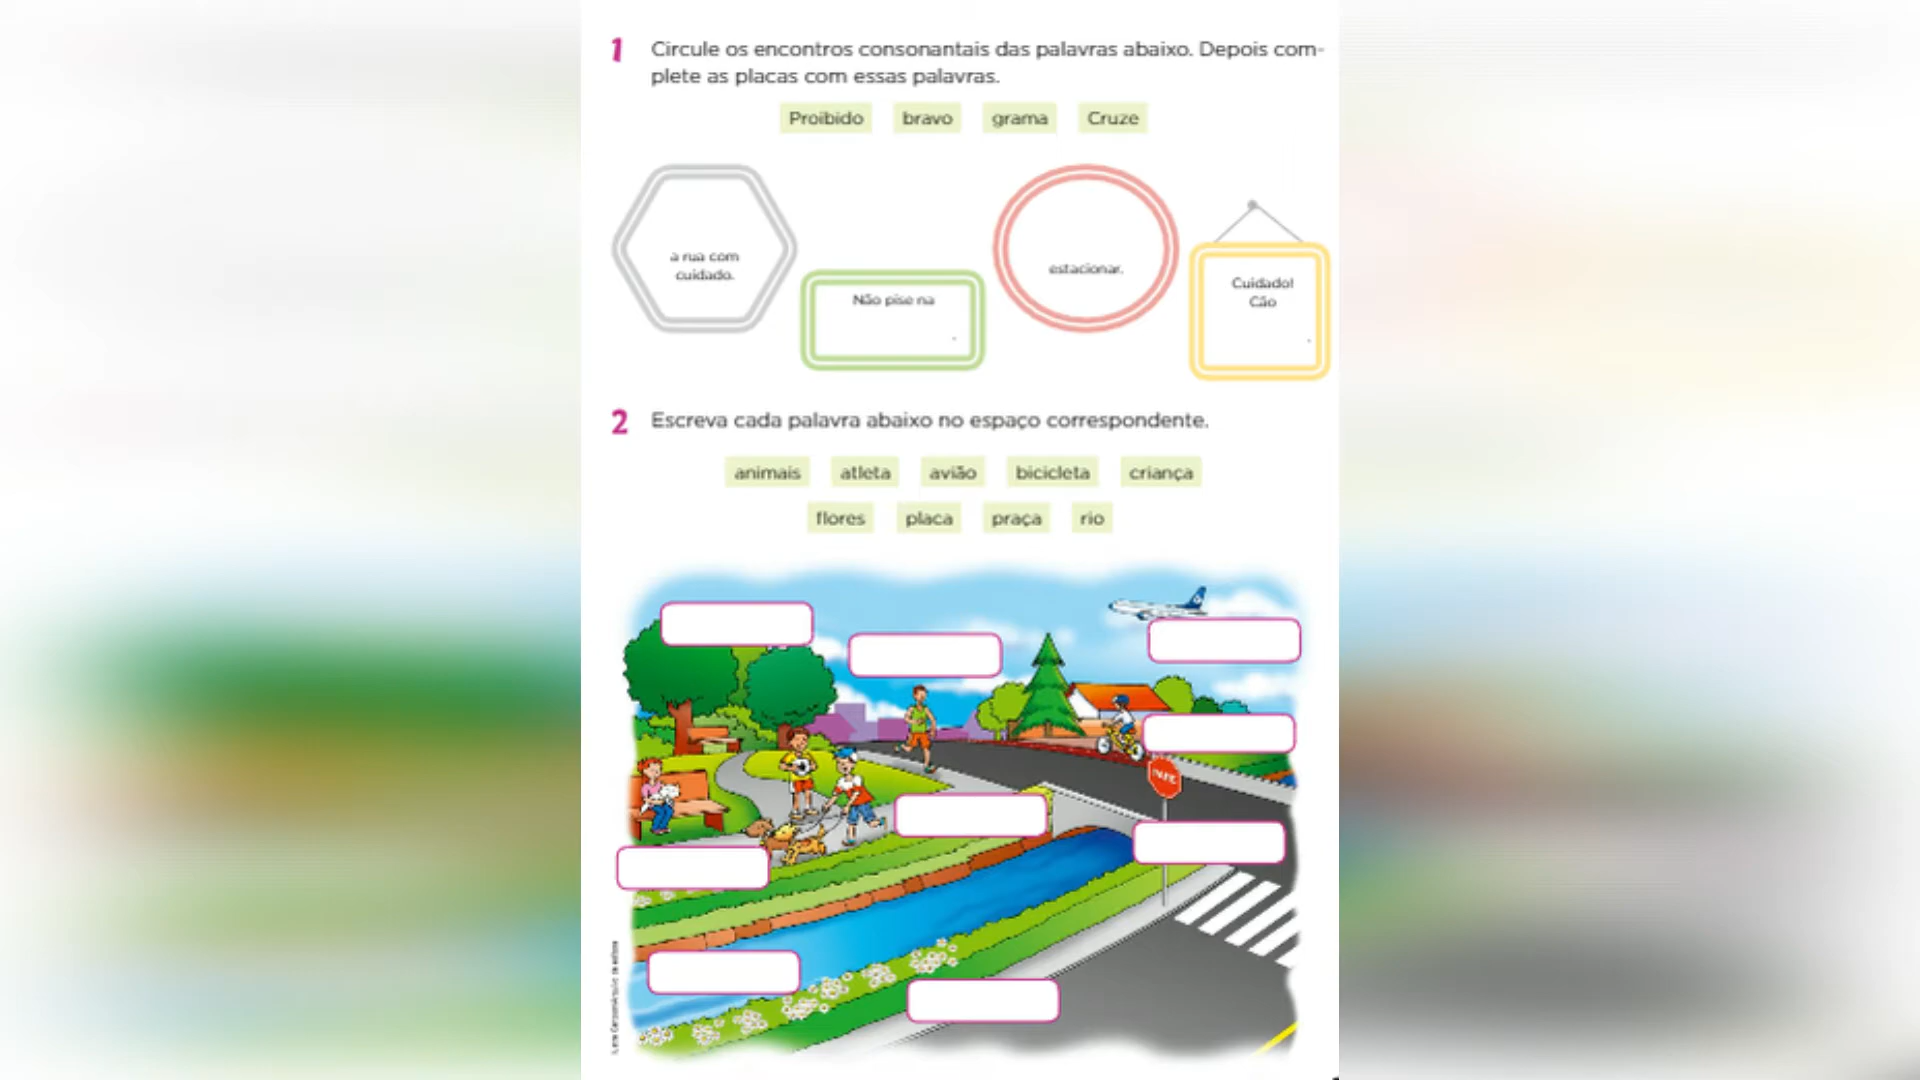 1 Circule os encontros consonantais das palavras abaixo. Depois com-
plete as placas com essas palavras.
Proibido bravo grama Cruze
a rua com
cuidado.
Não pise na
.
estacionar.
Cuidado!
Cão
.
2 Escreva cada palavra abaixo no espaço correspondente.
animais atleta avião bicicleta criança
flores placa praça rio
PARE